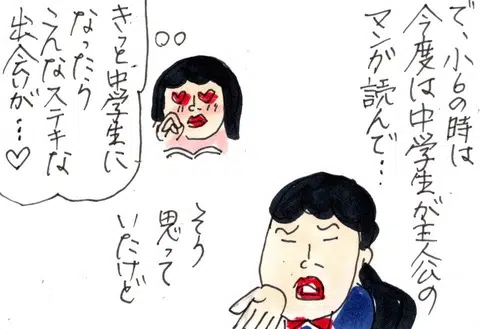 で、小6の時は
今度は中学生が主人公の
マンガ読んで…
きっと中学生に
なったり
こんなステキな
出会いが…♡
そう
思って
いたけど